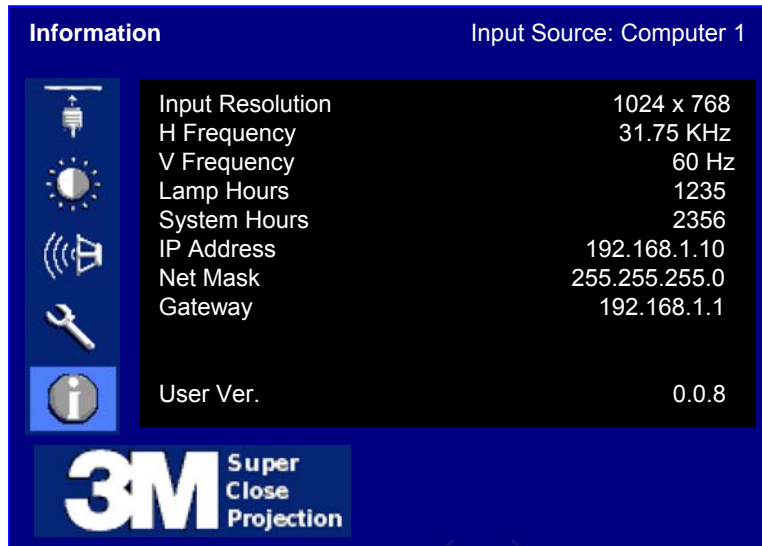 Information Input Source: Computer 1
Input Resolution 1024 x 768
H Frequency 31.75 KHz
V Frequency 60 Hz
Lamp Hours 1235
System Hours 2356
IP Address 192.168.1.10
Net Mask 255.255.255.0
Gateway 192.168.1.1
User Ver. 0.0.8
3M Super
Close
Projection